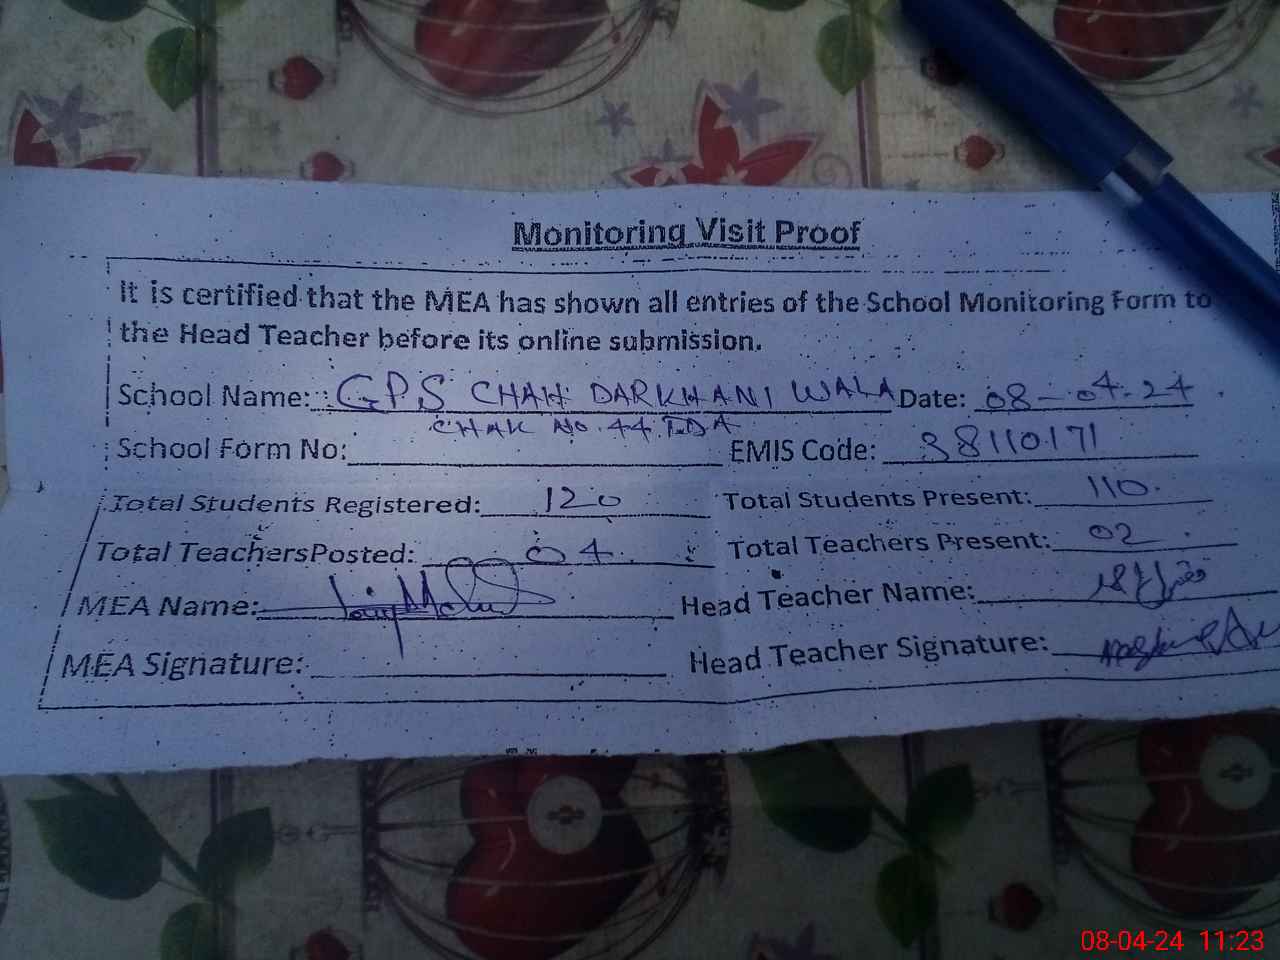 Monitoring Visit Proof
It is certified that the MEA has shown all entries of the School Monitoring Form to
the Head Teacher before its online submission.
School Name: GPS CHAH DARKHANI WALA Date: 08-04-24
CHAK No. 44 TDA
School Form No: EMIS Code: 38110171
Total Students Registered: 120 Total Students Present: 110.
Total TeachersPosted: 04. Total Teachers Present: 02.
MEA Name: Head Teacher Name:
MEA Signature: Head Teacher Signature:
08-04-24 11:23